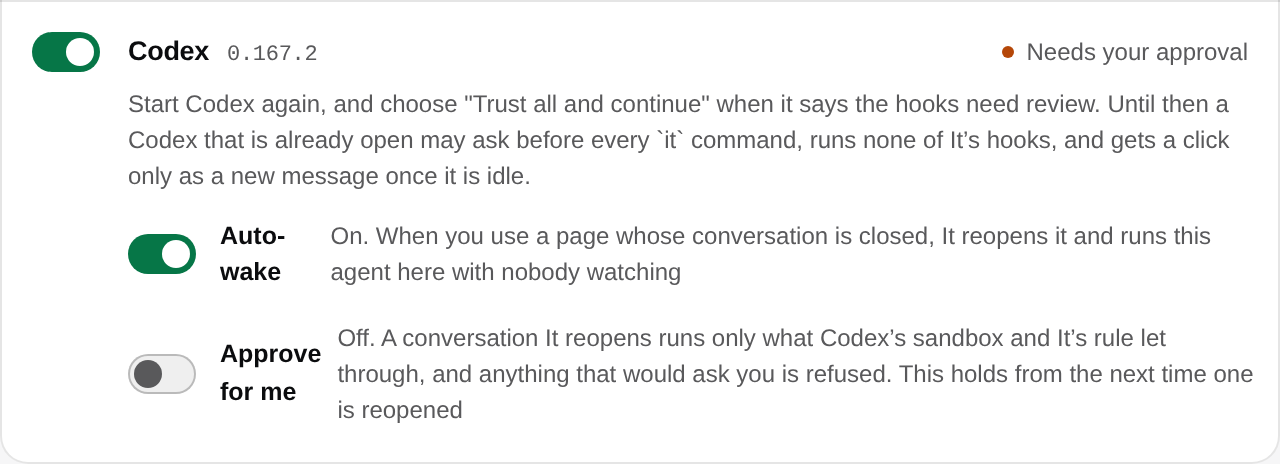 Codex 0.167.2 Needs your approval
Start Codex again, and choose "Trust all and continue" when it says the hooks need review. Until then a
Codex that is already open may ask before every `it` command, runs none of It’s hooks, and gets a click
only as a new message once it is idle.
Auto-
wake
On. When you use a page whose conversation is closed, It reopens it and runs this
agent here with nobody watching
Approve
for me
Off. A conversation It reopens runs only what Codex’s sandbox and It’s rule let
through, and anything that would ask you is refused. This holds from the next time one
is reopened